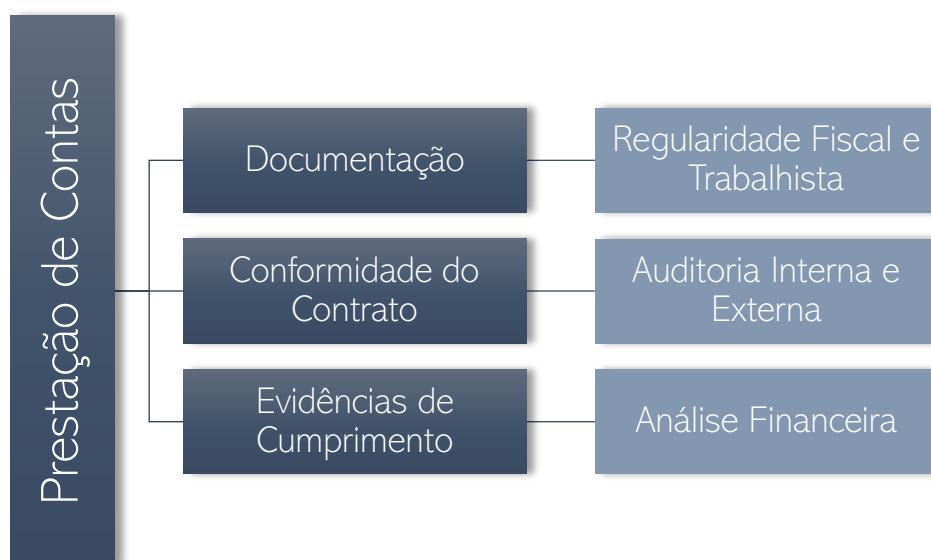 Prestação de Contas
Documentação
Regularidade Fiscal e
Trabalhista
Conformidade do
Contrato
Auditoria Interna e
Externa
Evidências de
Cumprimento
Análise Financeira